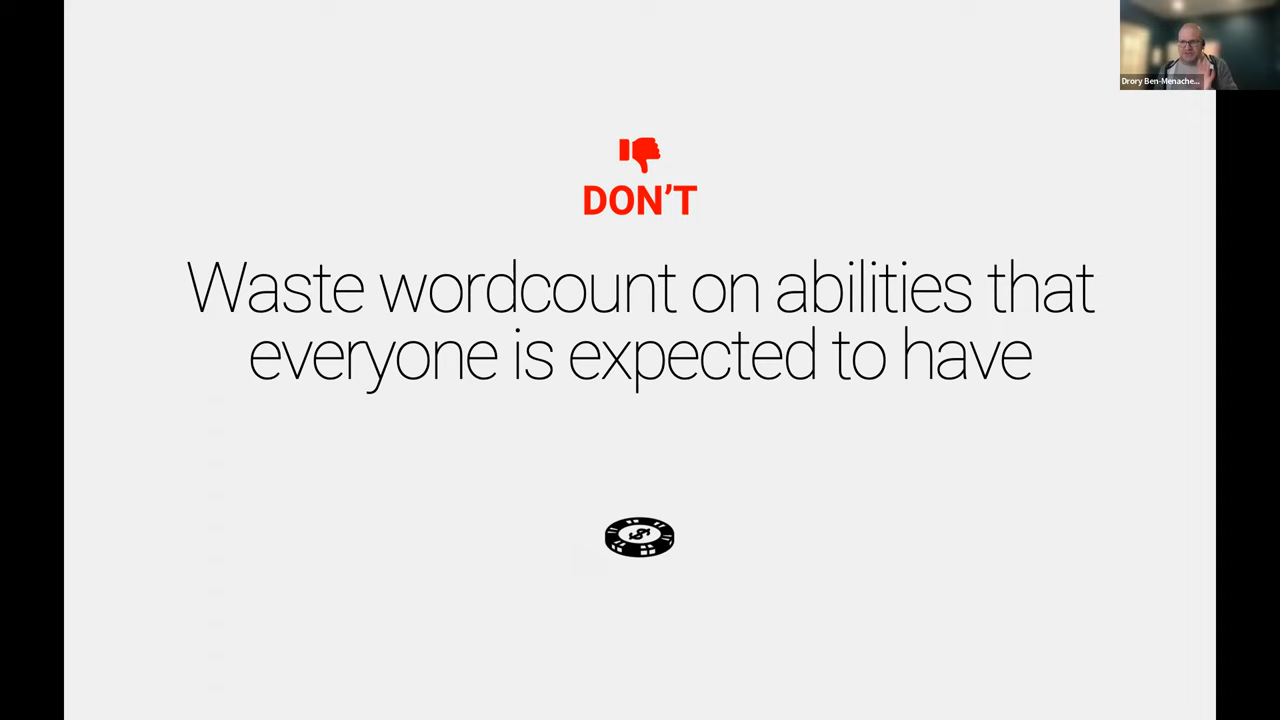 Drory Ben-Menache...
DON’T
Waste wordcount on abilities that
everyone is expected to have
$